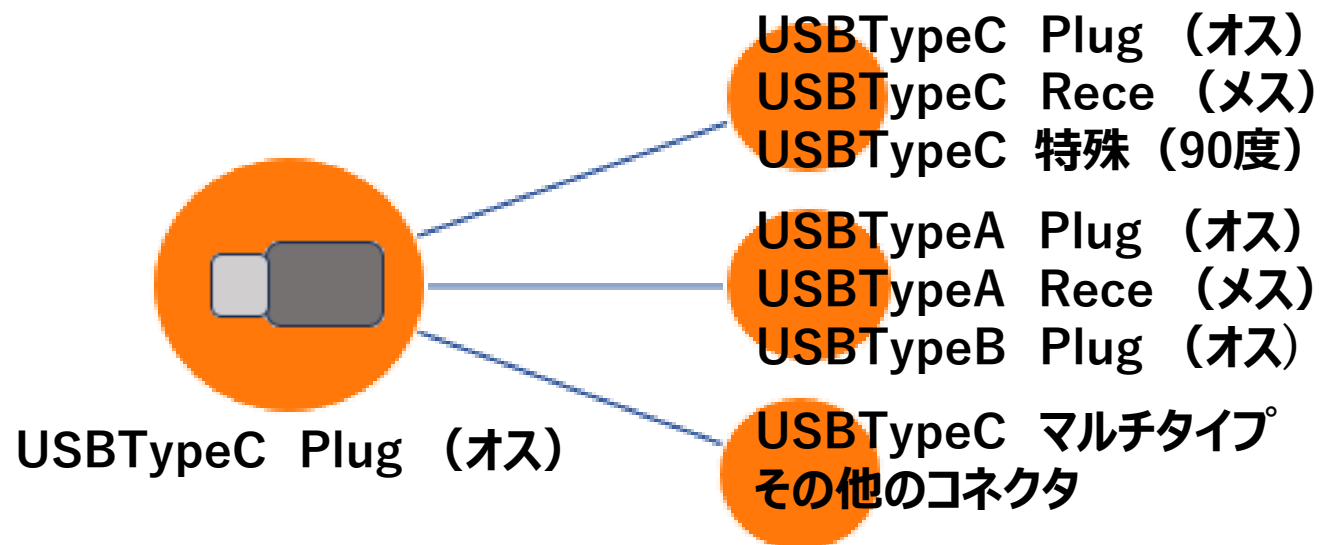 USBTypeC Plug （オス）
USBTypeC Rece （メス）
USBTypeC 特殊（90度）
USBTypeA Plug （オス）
USBTypeA Rece （メス）
USBTypeB Plug （オス）
USBTypeC マルチタイプ
その他のコネクタ
USBTypeC Plug （オス）